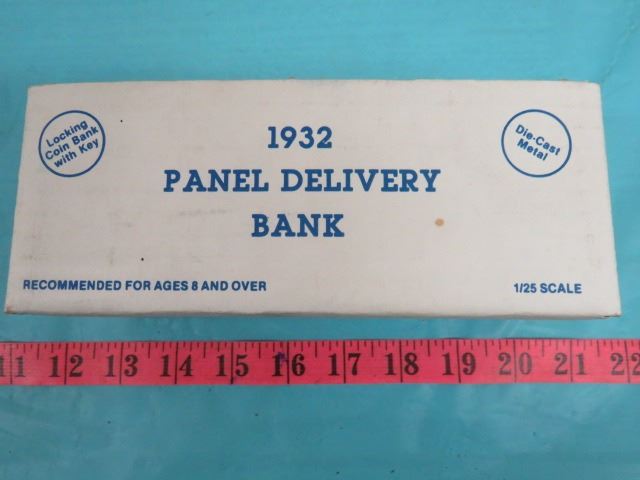 Locking
Coin Bank
with Key
1932
PANEL DELIVERY
BANK
Die-Cast
Metal
RECOMMENDED FOR AGES 8 AND OVER
1/25 SCALE
11 12 13 14 15 16 17 18 19 20 21 22